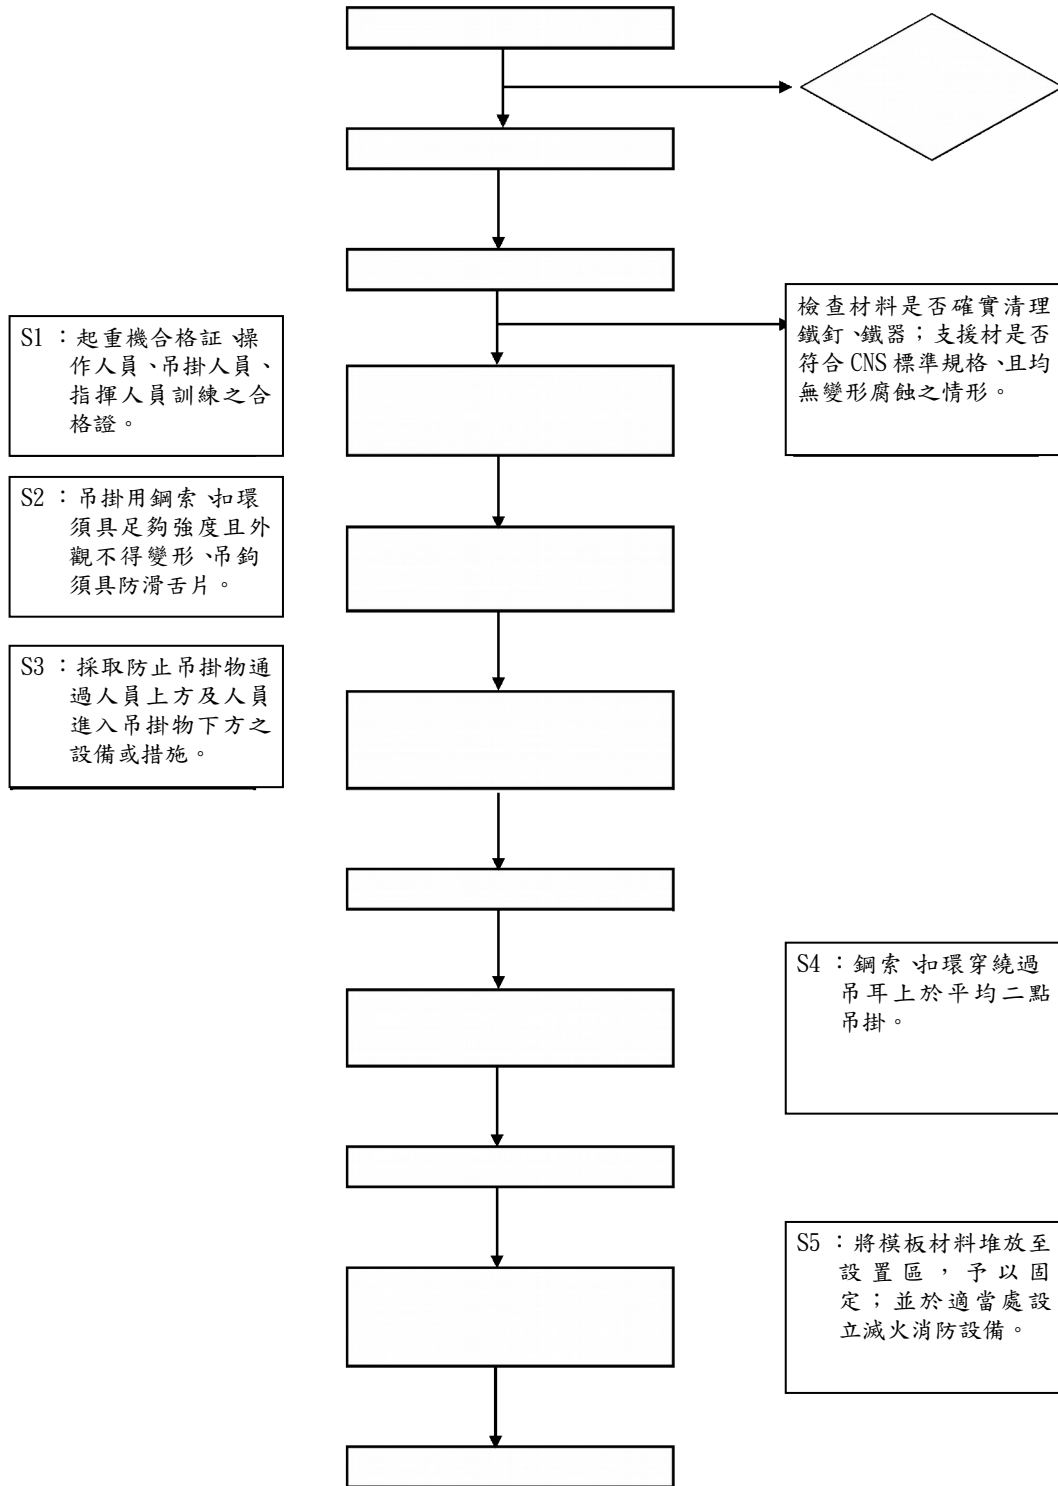 S1：起重機合格証、操
作人員、吊掛人員、
指揮人員訓練之合
格證。
檢查材料是否確實清理
鐵釘、鐵器；支援材是否
符合 CNS 標準規格、且均
無變形腐蝕之情形。
S2：吊掛用鋼索、扣環
須具足夠強度且外
觀不得變形、吊鉤
須具防滑舌片。
S3：採取防止吊掛物通
過人員上方及人員
進入吊掛物下方之
設備或措施。
S4：鋼索、扣環穿繞過
吊耳上於平均二點
吊掛。
S5：將模板材料堆放至
設置區，予以固
定；並於適當處設
立滅火消防設備。